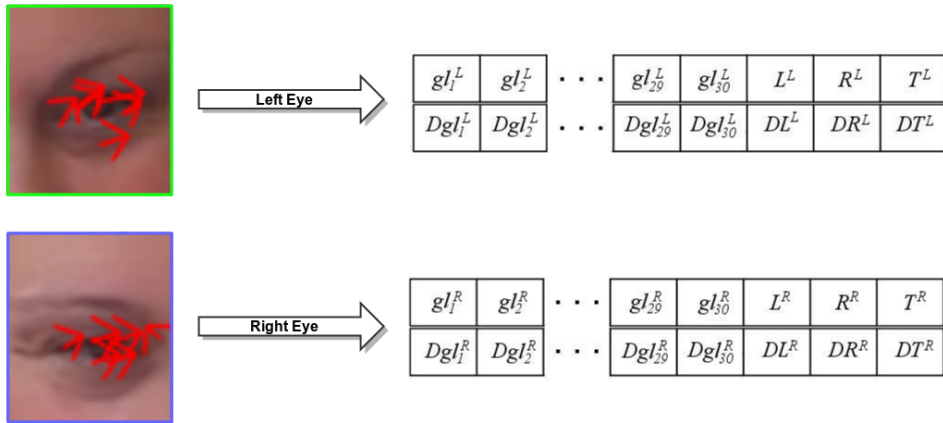 gl₁ᴸ gl₂ᴸ · · · gl₂₉ᴸ gl₃₀ᴸ Lᴸ Rᴸ Tᴸ
Left Eye
Dgl₁ᴸ Dgl₂ᴸ · · · Dgl₂₉ᴸ Dgl₃₀ᴸ DLᴸ DRᴸ DTᴸ
gl₁ᴿ gl₂ᴿ · · · gl₂₉ᴿ gl₃₀ᴿ Lᴿ Rᴿ Tᴿ
Right Eye
Dgl₁ᴿ Dgl₂ᴿ · · · Dgl₂₉ᴿ Dgl₃₀ᴿ DLᴿ DRᴿ DTᴿ